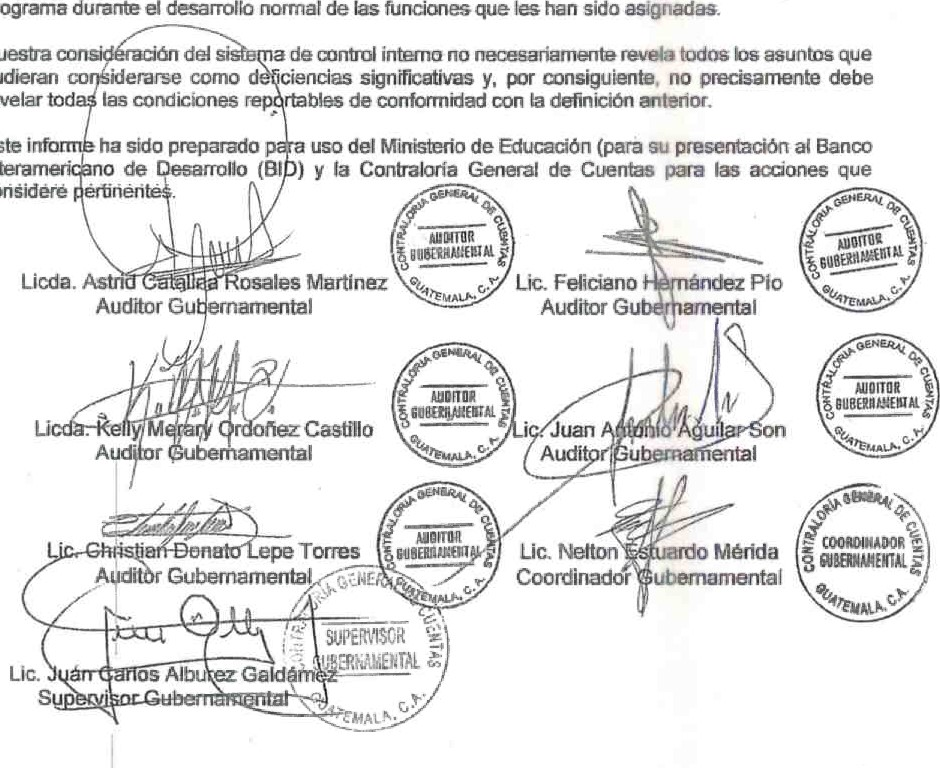 ograma durante el desarrollo normal de las funciones que les han sido asignadas.
uestra consideración del sistema de control interno no necesariamente revela todos los asuntos que
udieran considerarse como deficiencias significativas y, por consiguiente, no precisamente debe
velar todas las condiciones reportables de conformidad con la definición anterior.
ste informe ha sido preparado para uso del Ministerio de Educación (para su presentación al Banco
teramericano de Desarrollo (BID) y la Contraloría General de Cuentas para las acciones que
onsidere pertinentes.
CONTRALORÍA GENERAL DE CUENTAS
AUDITOR
GUBERNAMENTAL
GUATEMALA, C. A.
CONTRALORÍA GENERAL DE CUENTAS
AUDITOR
GUBERNAMENTAL
GUATEMALA, C. A.
Licda. Astrid Catalina Rosales Martínez
Auditor Gubernamental
Lic. Feliciano Hernández Pío
Auditor Gubernamental
CONTRALORÍA GENERAL DE CUENTAS
AUDITOR
GUBERNAMENTAL
GUATEMALA, C. A.
CONTRALORÍA GENERAL DE CUENTAS
AUDITOR
GUBERNAMENTAL
GUATEMALA, C. A.
Licda. Kelly Merary Ordoñez Castillo
Auditor Gubernamental
Lic. Juan Antonio Aguilar Son
Auditor Gubernamental
CONTRALORÍA GENERAL DE CUENTAS
AUDITOR
GUBERNAMENTAL
GUATEMALA, C. A.
CONTRALORÍA GENERAL DE CUENTAS
COORDINADOR
GUBERNAMENTAL
GUATEMALA, C.A.
Lic. Christian Donato Lepe Torres
Auditor Gubernamental
Lic. Nelton Estuardo Mérida
Coordinador Gubernamental
CONTRALORÍA GENERAL DE CUENTAS
SUPERVISOR
GUBERNAMENTAL
GUATEMALA, C.A.
Lic. Juán Carlos Alburez Galdámez
Supervisor Gubernamental